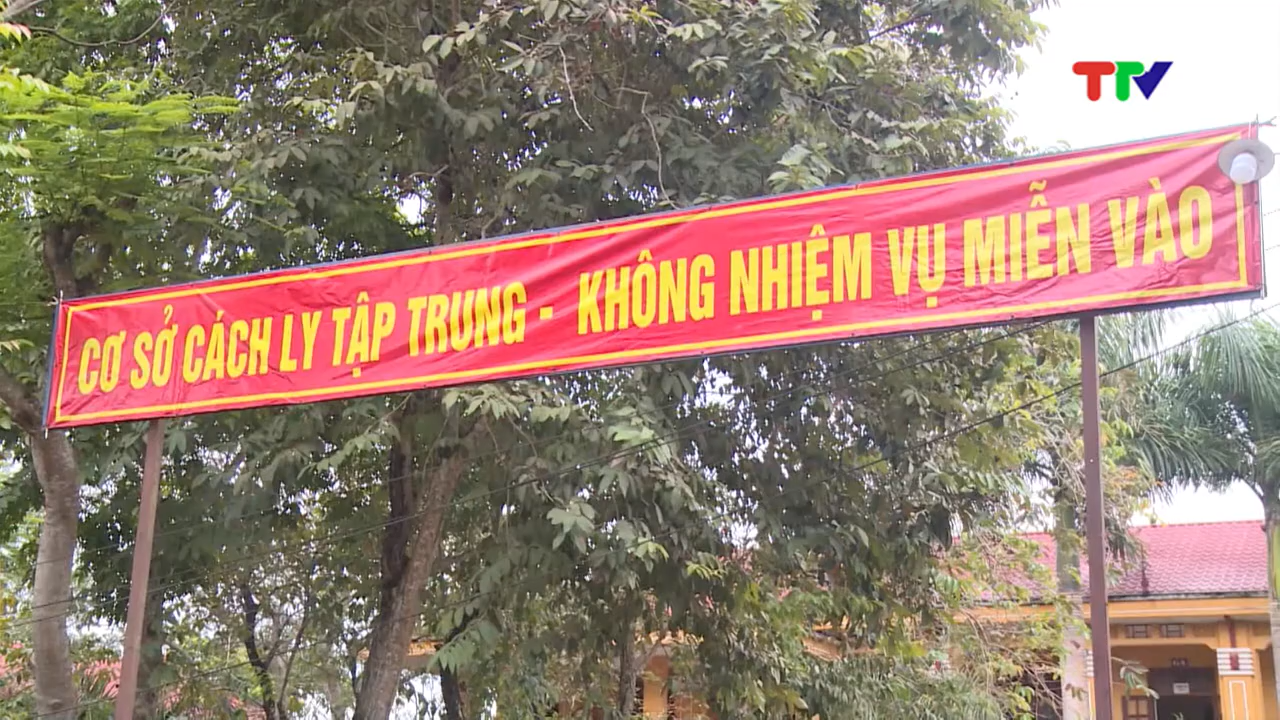 TTV
CƠ SỞ CÁCH LY TẬP TRUNG - KHÔNG NHIỆM VỤ MIỄN VÀO